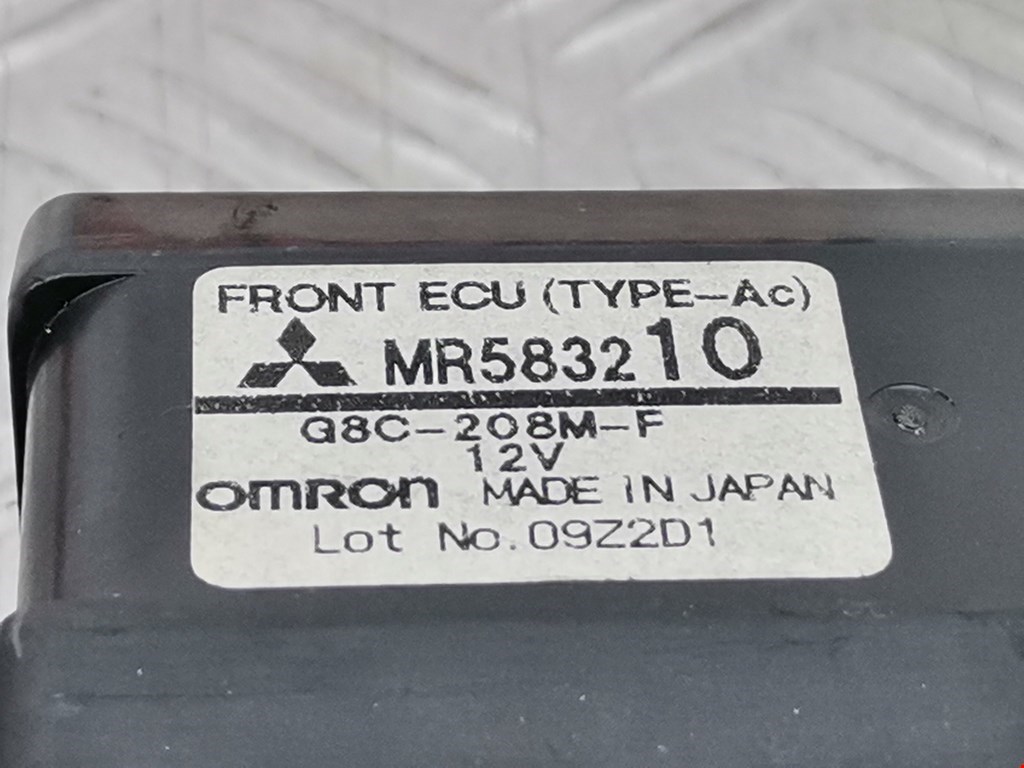 FRONT ECU (TYPE-Ac)
MR583210
G8C-208M-F
12V
omron MADE IN JAPAN
Lot No. 09Z2D1